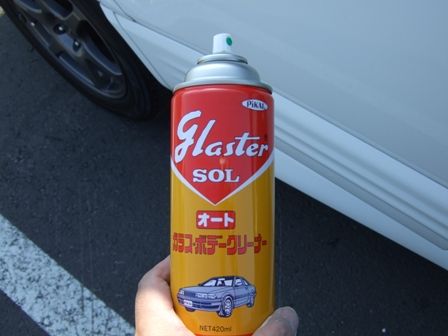 PiKAL
glaster
SOL
オート
ガラス・ボデークリーナー
NET420ml